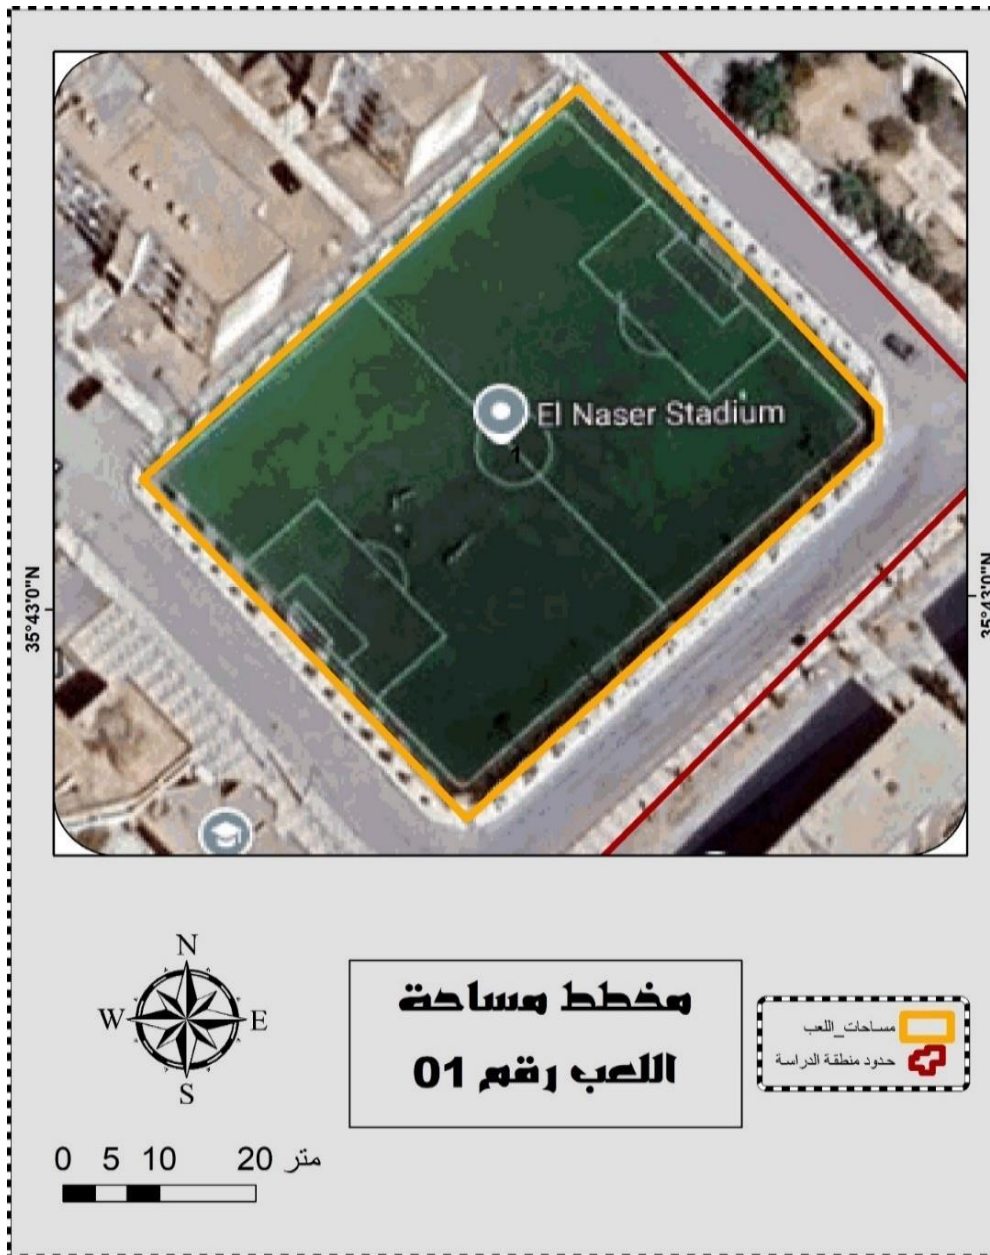 El Naser Stadium
1
35°43'0"N
35°43'0"N
N
W
E
S
مخطط مساحة
اللعب رقم 01
مساحات_اللعب
حدود منطقة الدراسة
0 5 10 20 متر